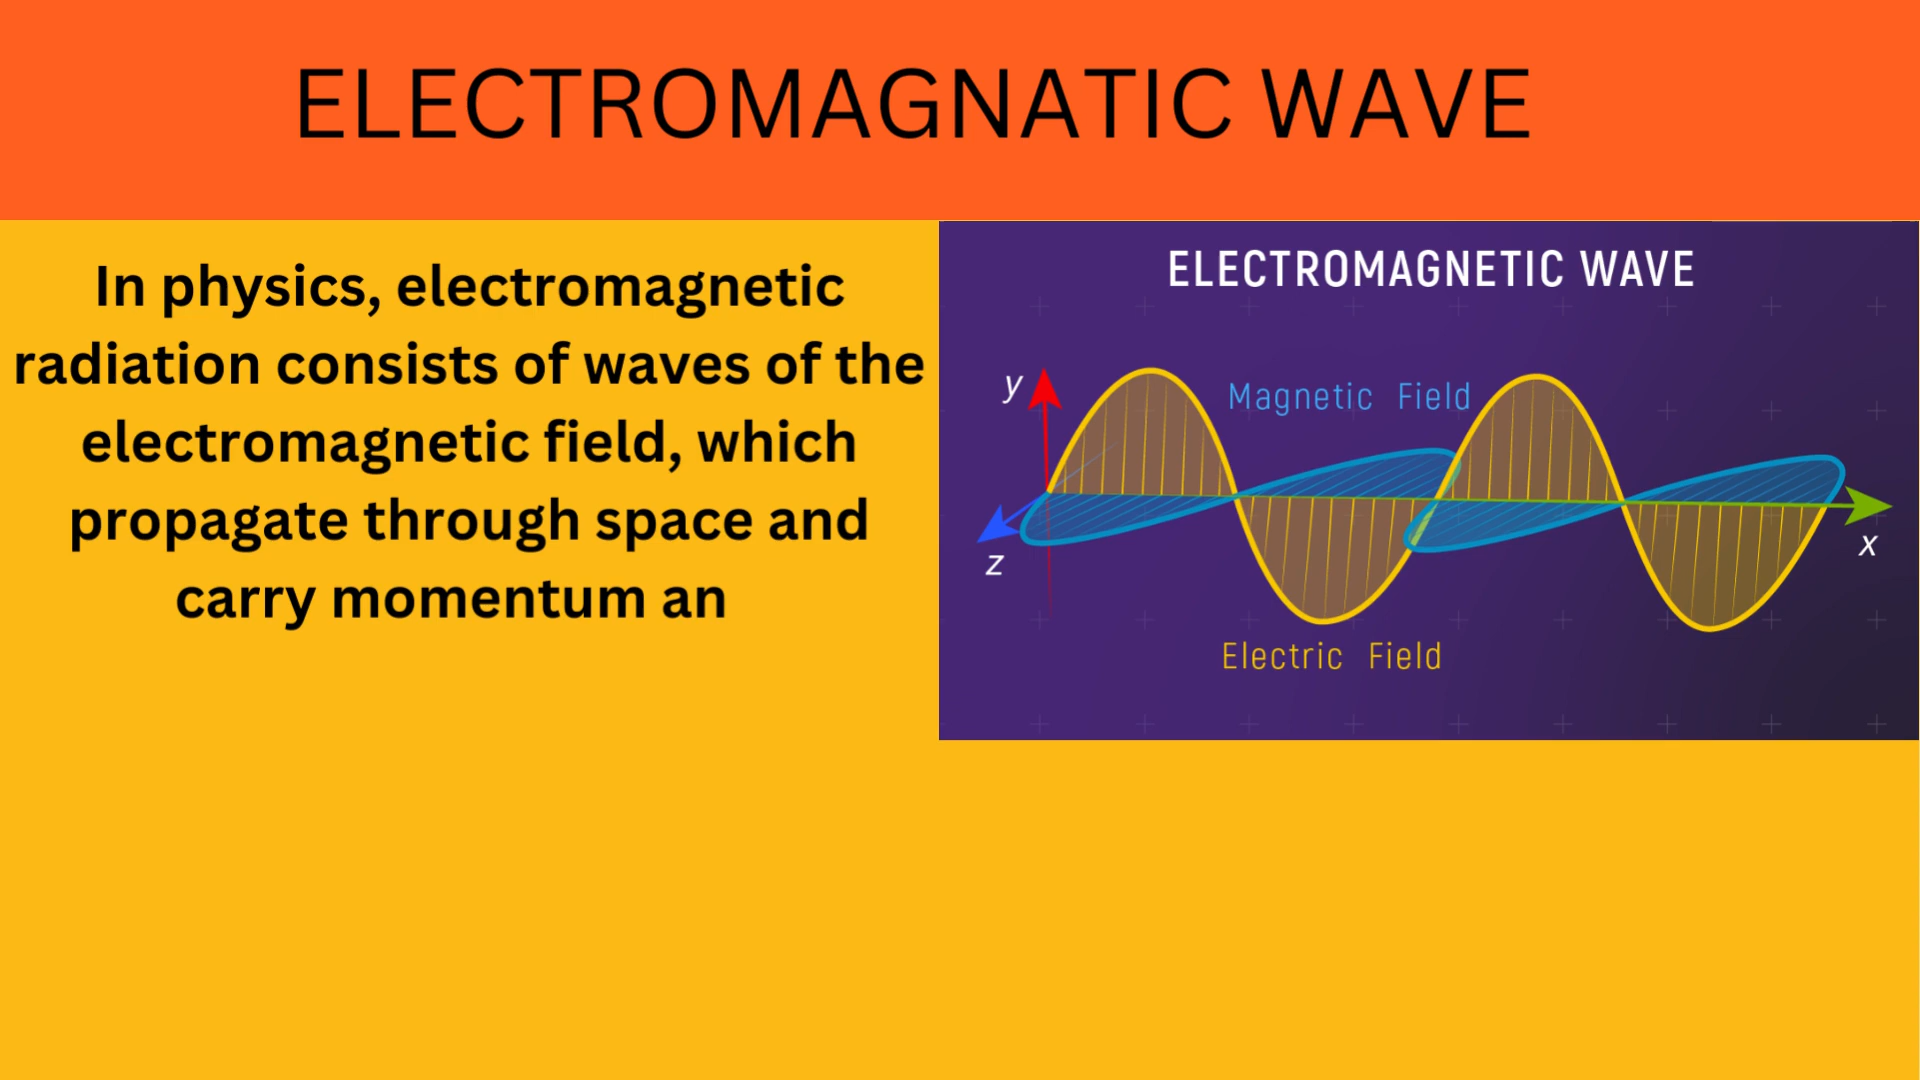 ELECTROMAGNATIC WAVE
In physics, electromagnetic
radiation consists of waves of the
electromagnetic field, which
propagate through space and
carry momentum an
ELECTROMAGNETIC WAVE
y
Magnetic Field
z
x
Electric Field